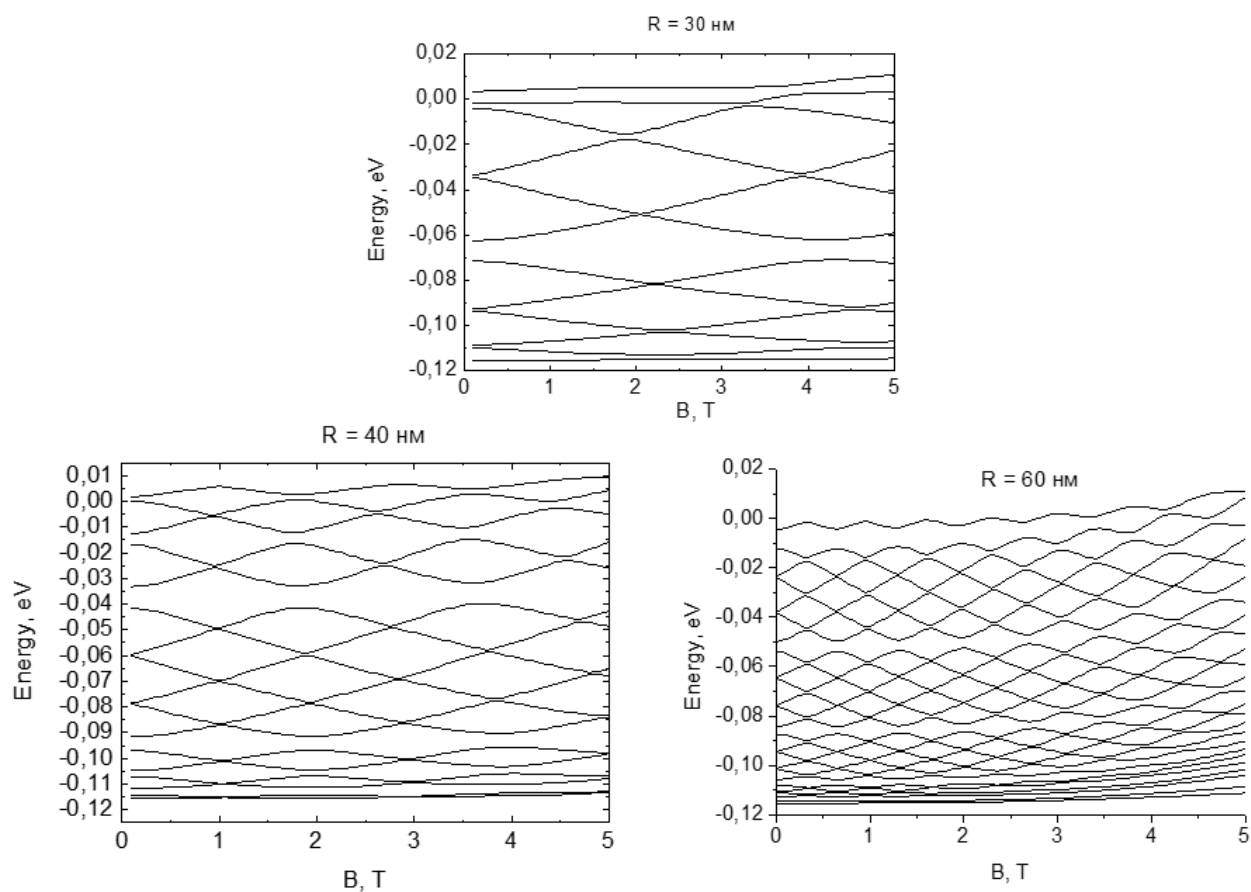 R = 30 нм
0,02
0,00
-0,02
-0,04
-0,06
-0,08
-0,10
-0,12
Energy, eV
0 1 2 3 4 5
B, T
R = 40 нм
0,01
0,00
-0,01
-0,02
-0,03
-0,04
-0,05
-0,06
-0,07
-0,08
-0,09
-0,10
-0,11
-0,12
Energy, eV
0 1 2 3 4 5
B, T
R = 60 нм
0,02
0,00
-0,02
-0,04
-0,06
-0,08
-0,10
-0,12
Energy, eV
0 1 2 3 4 5
B, T